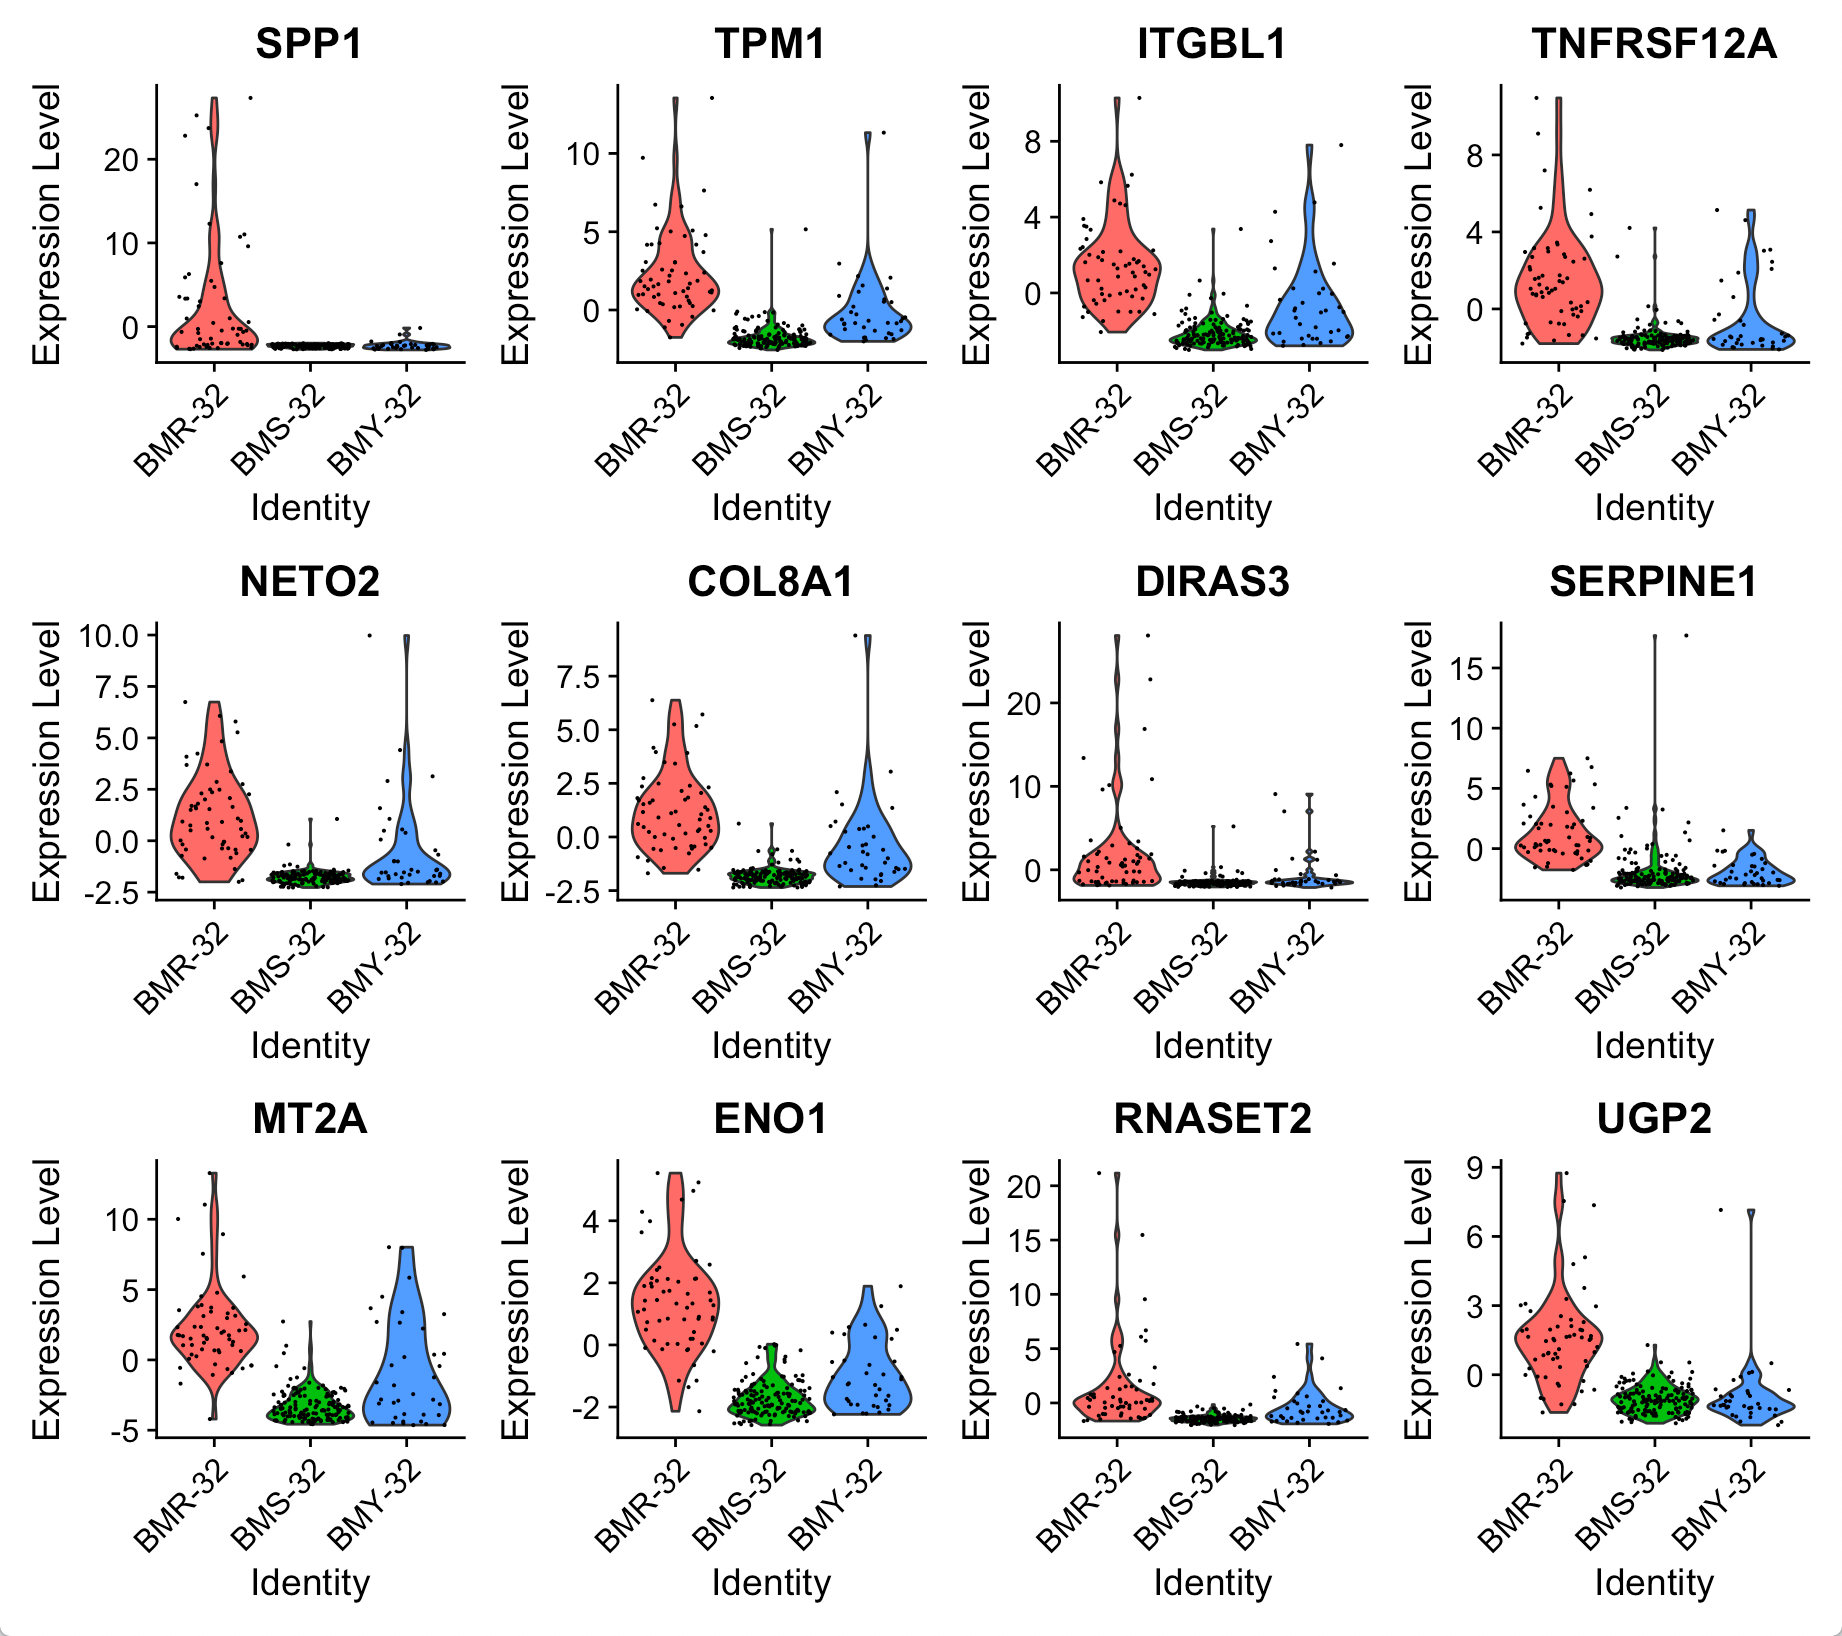 SPP1
Expression Level
20
10
0
BMR-32
BMS-32
BMY-32
Identity
TPM1
Expression Level
10
5
0
BMR-32
BMS-32
BMY-32
Identity
ITGBL1
Expression Level
8
4
0
BMR-32
BMS-32
BMY-32
Identity
TNFRSF12A
Expression Level
8
4
0
BMR-32
BMS-32
BMY-32
Identity
NETO2
Expression Level
10.0
7.5
5.0
2.5
0.0
-2.5
BMR-32
BMS-32
BMY-32
Identity
COL8A1
Expression Level
7.5
5.0
2.5
0.0
-2.5
BMR-32
BMS-32
BMY-32
Identity
DIRAS3
Expression Level
20
10
0
BMR-32
BMS-32
BMY-32
Identity
SERPINE1
Expression Level
15
10
5
0
BMR-32
BMS-32
BMY-32
Identity
MT2A
Expression Level
10
5
0
-5
BMR-32
BMS-32
BMY-32
Identity
ENO1
Expression Level
4
2
0
-2
BMR-32
BMS-32
BMY-32
Identity
RNASET2
Expression Level
20
15
10
5
0
BMR-32
BMS-32
BMY-32
Identity
UGP2
Expression Level
9
6
3
0
BMR-32
BMS-32
BMY-32
Identity